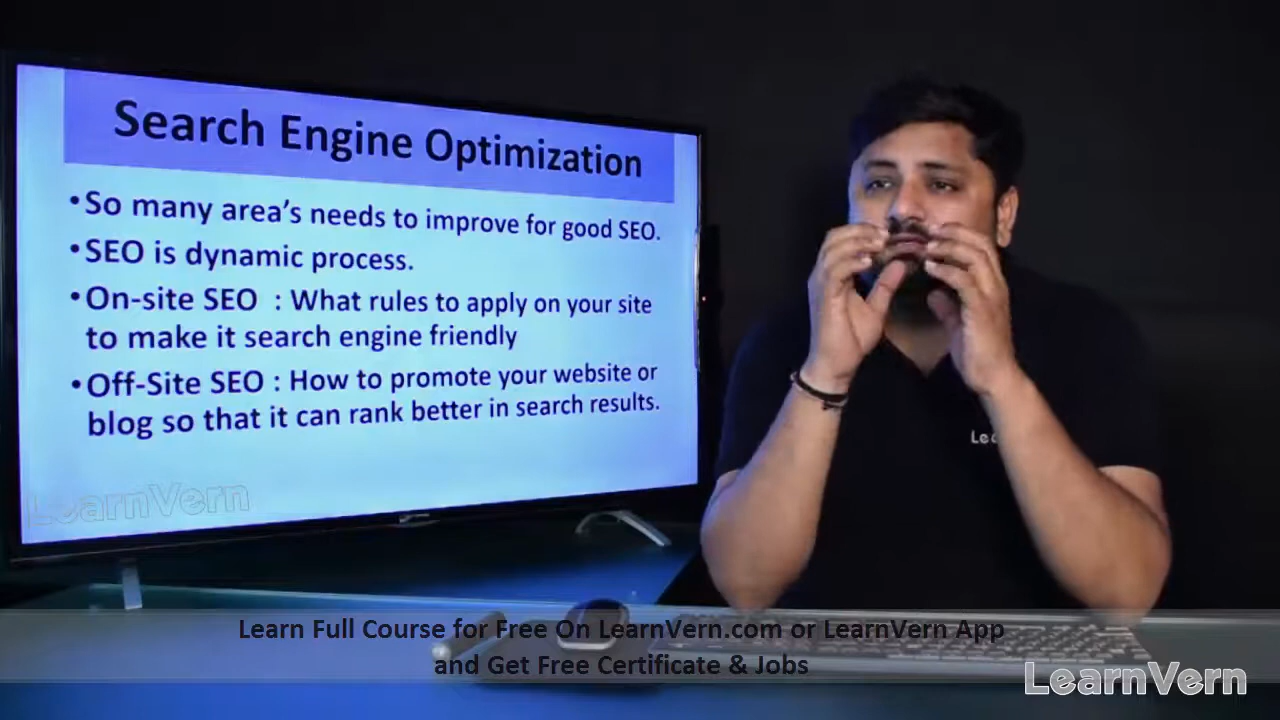 Search Engine Optimization
•So many area's needs to improve for good SEO.
•SEO is dynamic process.
•On-site SEO : What rules to apply on your site
to make it search engine friendly
•Off-Site SEO : How to promote your website or
blog so that it can rank better in search results.
LearnVern
Learn Full Course for Free On LearnVern.com or LearnVern App
and Get Free Certificate & Jobs
LearnVern